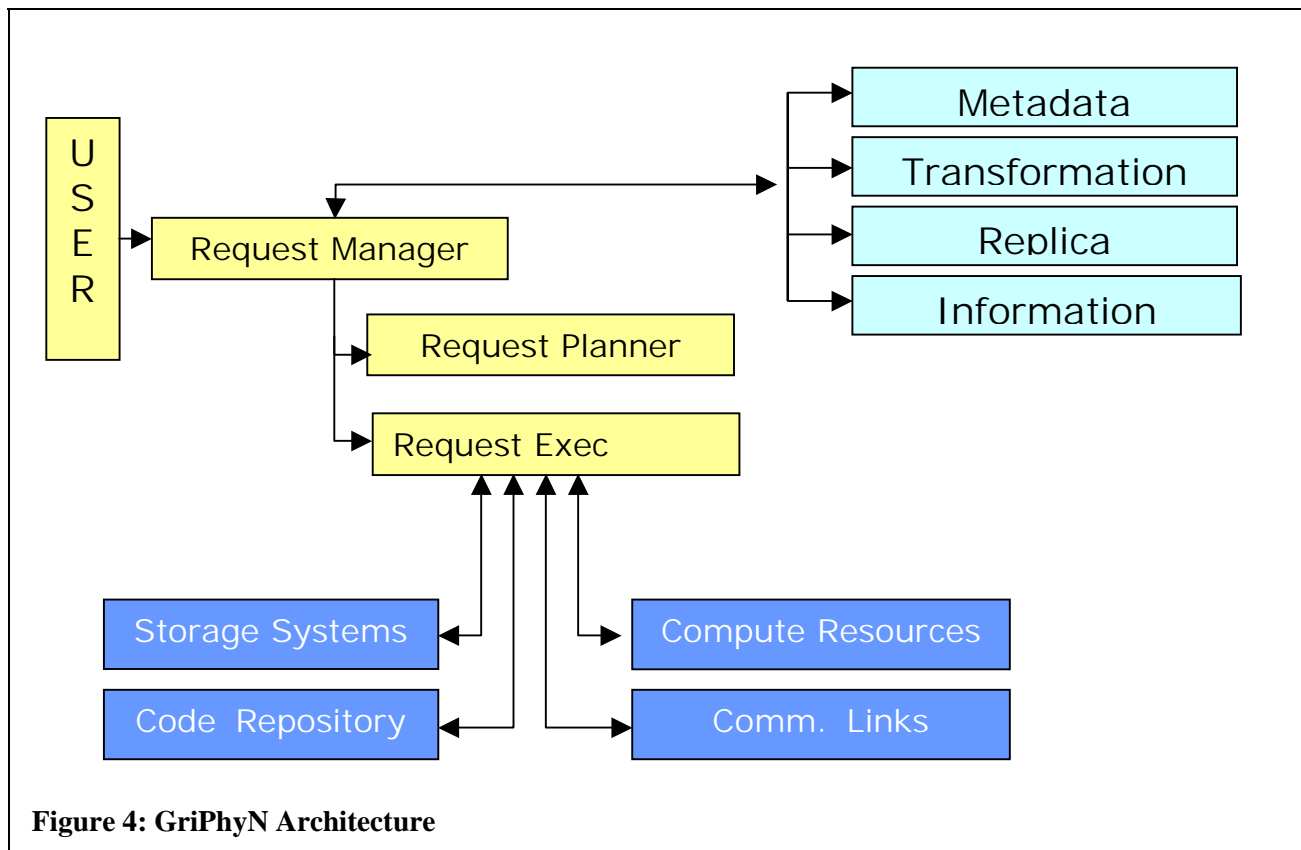 USER
Request Manager
Request Planner
Request Exec
Metadata
Transformation
Replica
Information
Storage Systems
Compute Resources
Code Repository
Comm. Links
Figure 4: GriPhyN Architecture